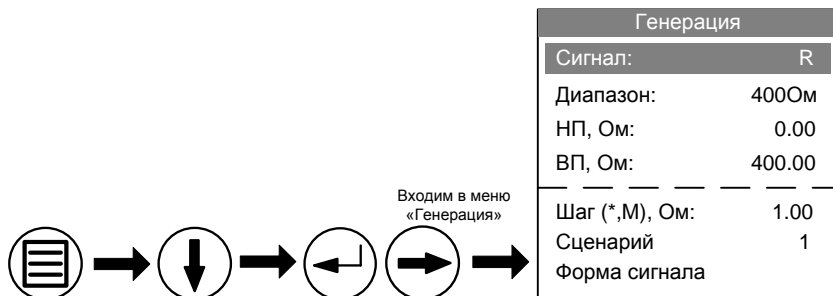 Входим в меню
«Генерация»
Генерация
Сигнал: R
Диапазон: 400Ом
НП, Ом: 0.00
ВП, Ом: 400.00
Шаг (*,М), Ом: 1.00
Сценарий 1
Форма сигнала